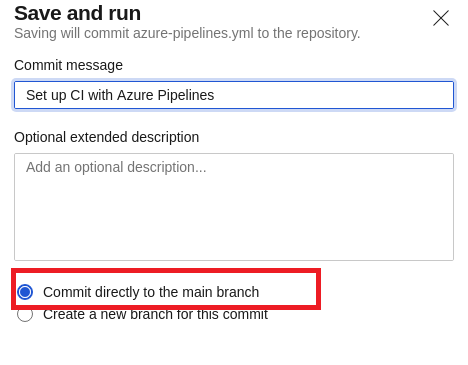 Save and run
Saving will commit azure-pipelines.yml to the repository.
Commit message
Set up CI with Azure Pipelines
Optional extended description
Add an optional description...
Commit directly to the main branch
Create a new branch for this commit